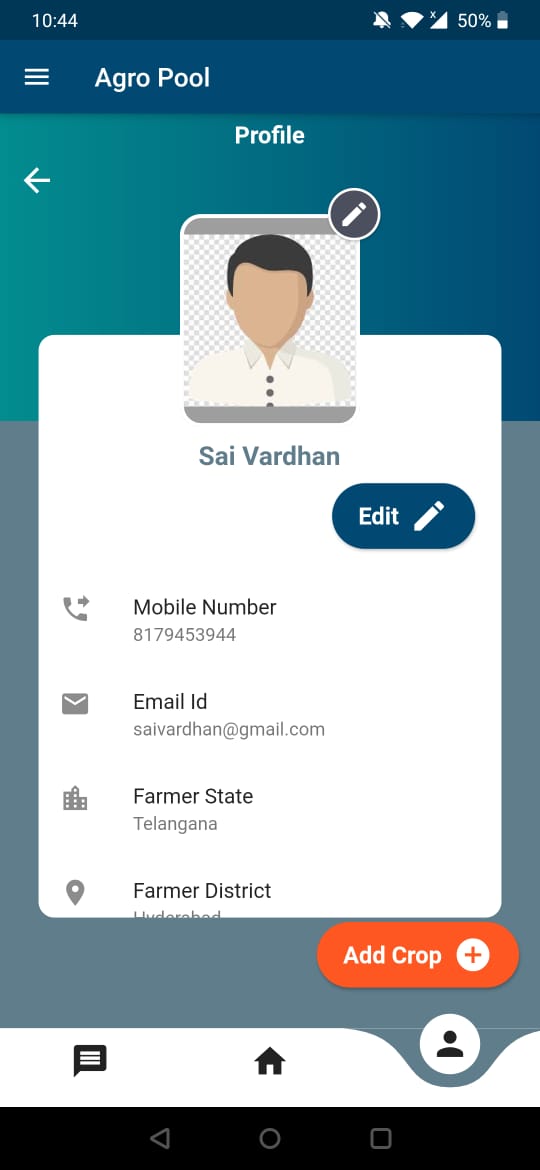 10:44
x
50%
Agro Pool
Profile
Sai Vardhan
Edit
Mobile Number
8179453944
Email Id
saivardhan@gmail.com
Farmer State
Telangana
Farmer District
Hyderabad
Add Crop